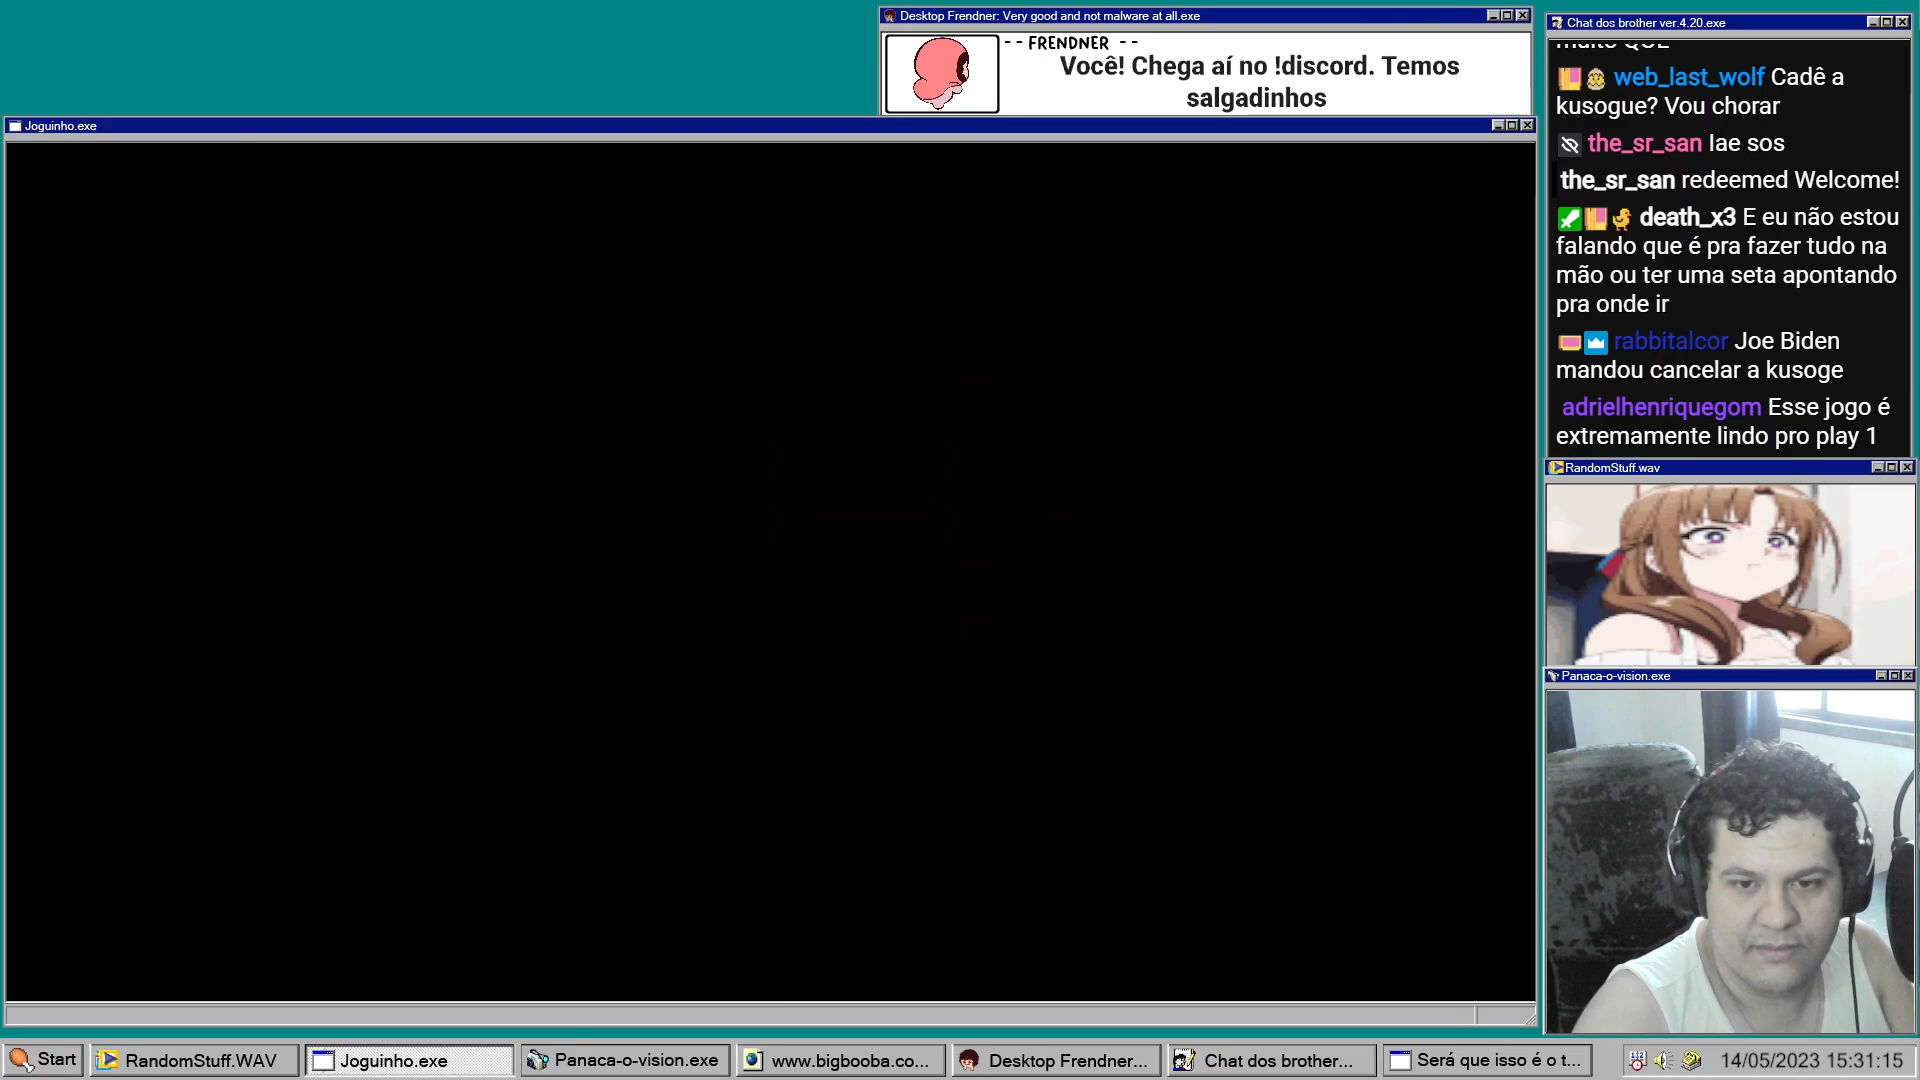 Desktop Frendner: Very good and not malware at all.exe
-- FRENDNER --
Você! Chega aí no !discord. Temos
salgadinhos
Joguinho.exe
Chat dos brother ver.4.20.exe
muito QUE
web_last_wolf Cadê a
kusogue? Vou chorar
the_sr_san Iae sos
the_sr_san redeemed Welcome!
death_x3 E eu não estou
falando que é pra fazer tudo na
mão ou ter uma seta apontando
pra onde ir
rabbitalcor Joe Biden
mandou cancelar a kusoge
adrielhenriquegom Esse jogo é
extremamente lindo pro play 1
RandomStuff.wav
Panaca-o-vision.exe
Start
RandomStuff.WAV
Joguinho.exe
Panaca-o-vision.exe
www.bigbooba.co...
Desktop Frendner...
Chat dos brother...
Será que isso é o t...
14/05/2023 15:31:15